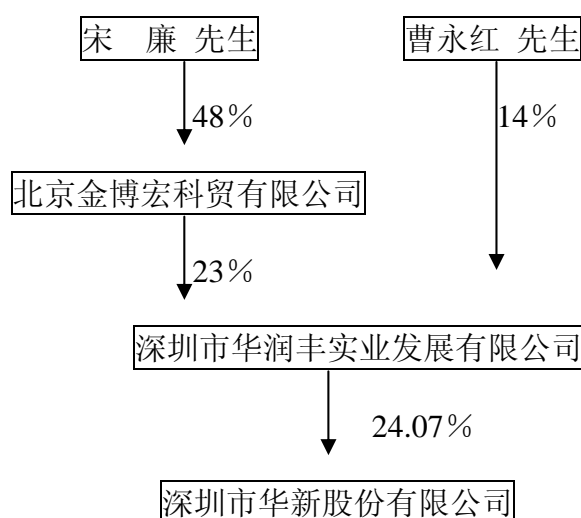 宋　廉 先生
曹永红 先生
48％
14％
北京金博宏科贸有限公司
23％
深圳市华润丰实业发展有限公司
24.07％
深圳市华新股份有限公司